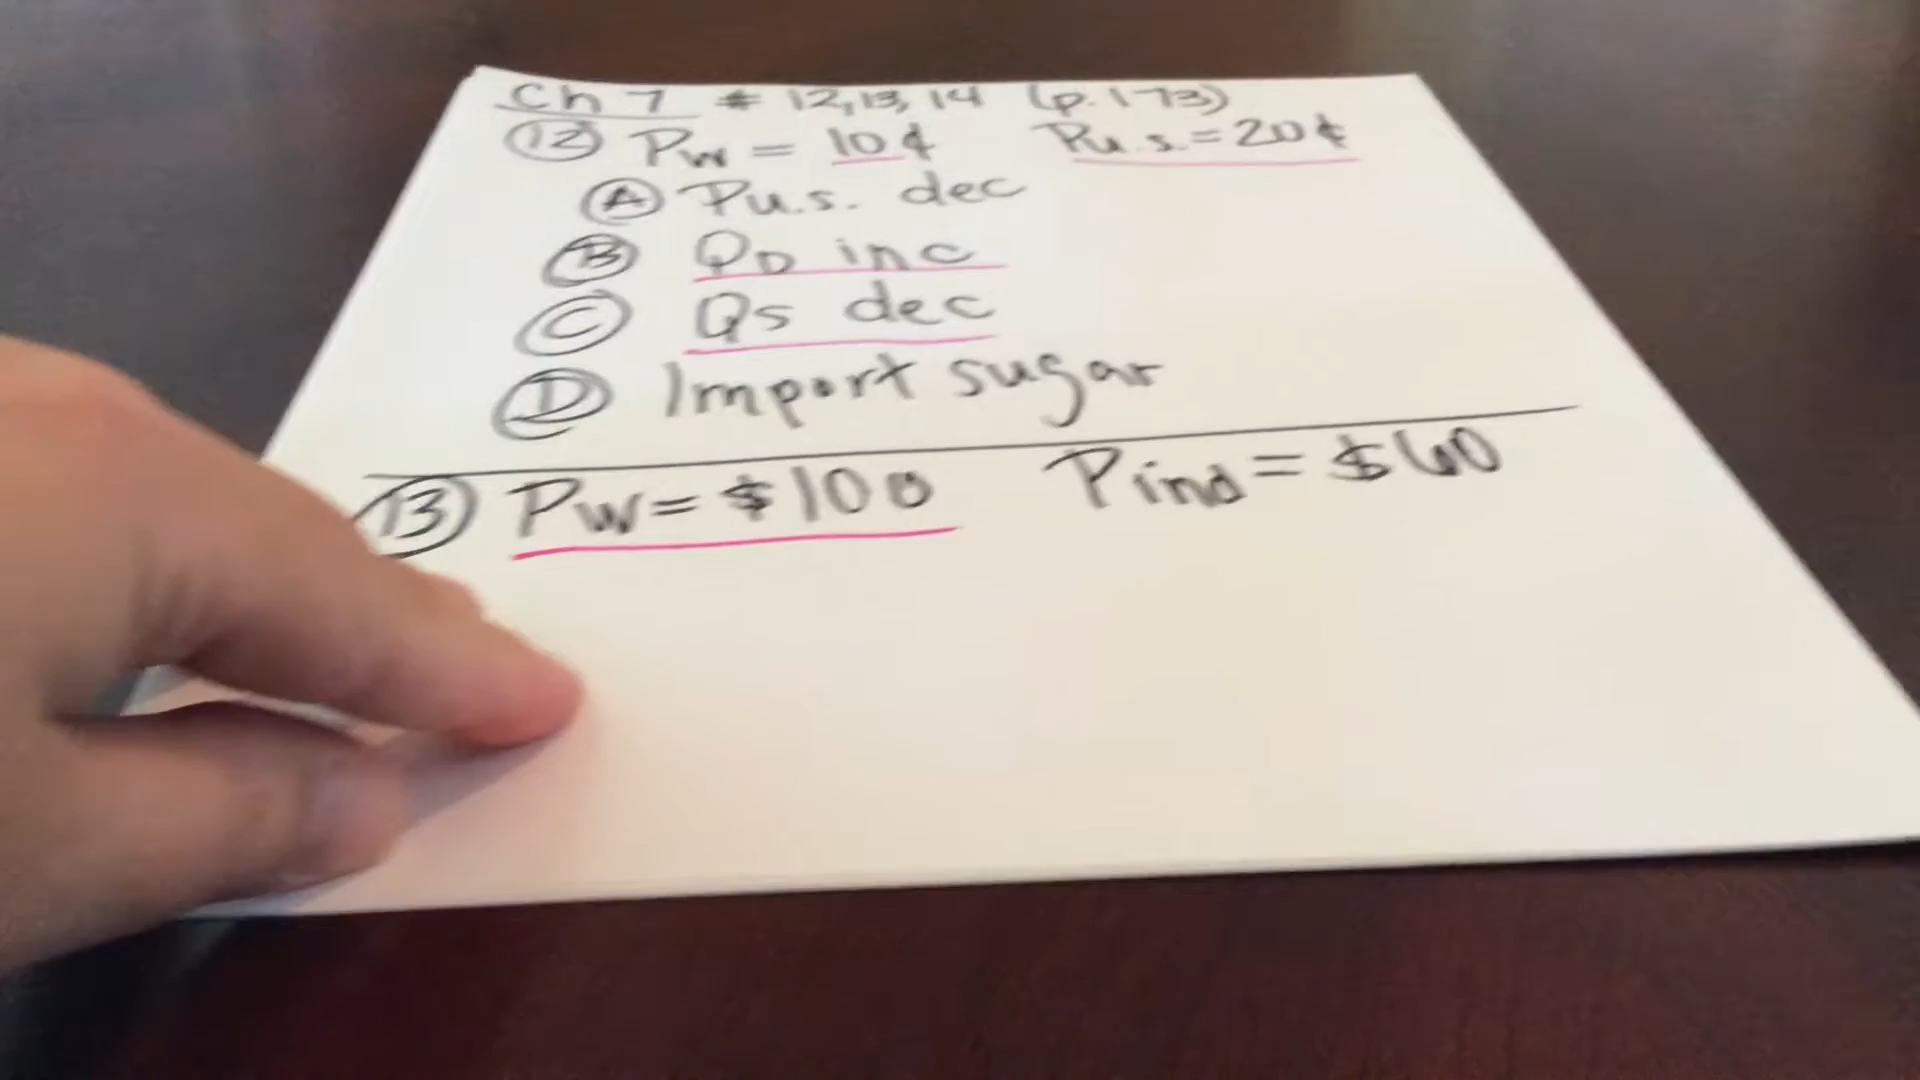 Ch 7 # 12, 13, 14 (p. 173)
12 Pw = 10¢ Pu.s. = 20¢
A Pu.s. dec
B QD inc
C Qs dec
D Import sugar
13 Pw = $100 Pind = $60